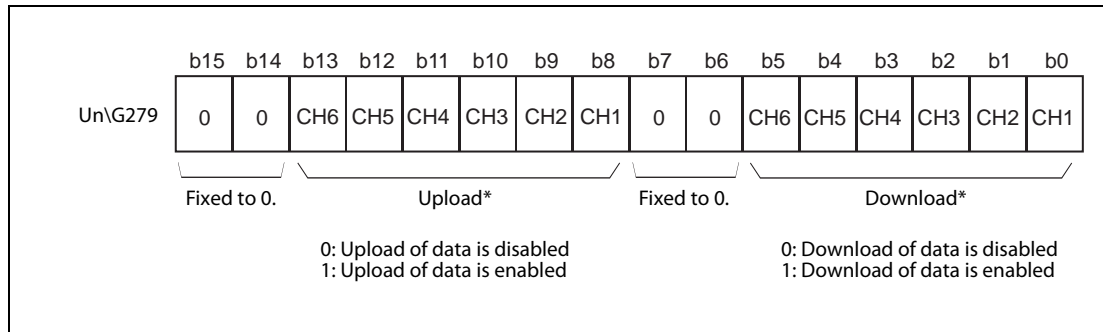 b15 b14 b13 b12 b11 b10 b9 b8 b7 b6 b5 b4 b3 b2 b1 b0
Un\G279 0 0 CH6 CH5 CH4 CH3 CH2 CH1 0 0 CH6 CH5 CH4 CH3 CH2 CH1
Fixed to 0. Upload* Fixed to 0. Download*
0: Upload of data is disabled 0: Download of data is disabled
1: Upload of data is enabled 1: Download of data is enabled